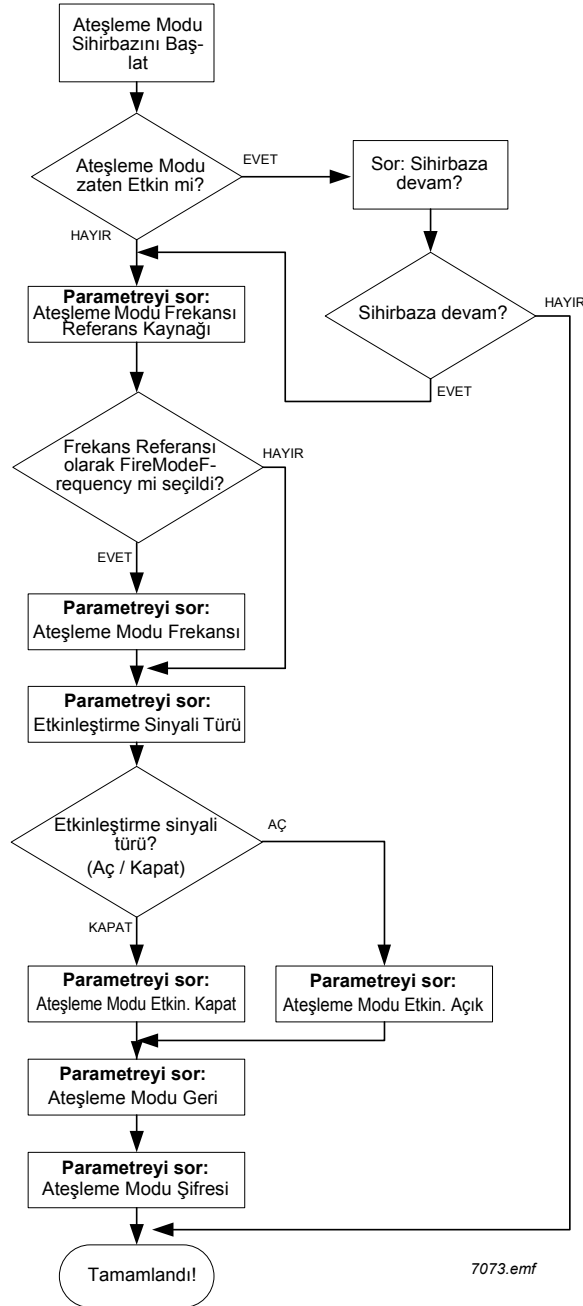 Ateşleme Modu
Sihirbazını Baş-
lat
Ateşleme Modu
zaten Etkin mi?
EVET
Sor: Sihirbaza
devam?
HAYIR
Sihirbaza devam?
HAYIR
EVET
Parametreyi sor:
Ateşleme Modu Frekansı
Referans Kaynağı
Frekans Referansı
olarak FireModeF-
requency mi seçildi?
HAYIR
EVET
Parametreyi sor:
Ateşleme Modu Frekansı
Parametreyi sor:
Etkinleştirme Sinyali Türü
Etkinleştirme sinyali
türü?
(Aç / Kapat)
AÇ
KAPAT
Parametreyi sor:
Ateşleme Modu Etkin. Kapat
Parametreyi sor:
Ateşleme Modu Etkin. Açık
Parametreyi sor:
Ateşleme Modu Geri
Parametreyi sor:
Ateşleme Modu Şifresi
Tamamlandı!
7073.emf